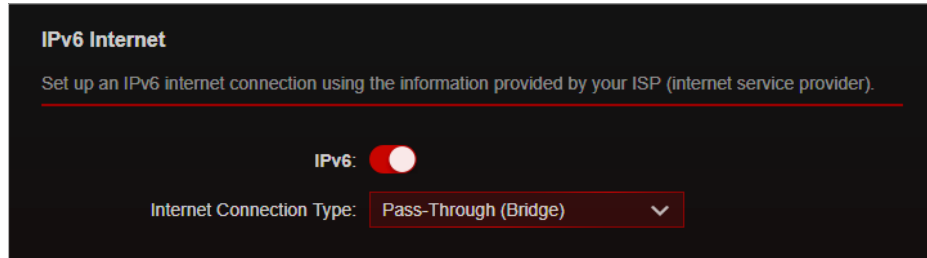 IPv6 Internet
Set up an IPv6 internet connection using the information provided by your ISP (internet service provider).
IPv6:
Internet Connection Type: Pass-Through (Bridge)